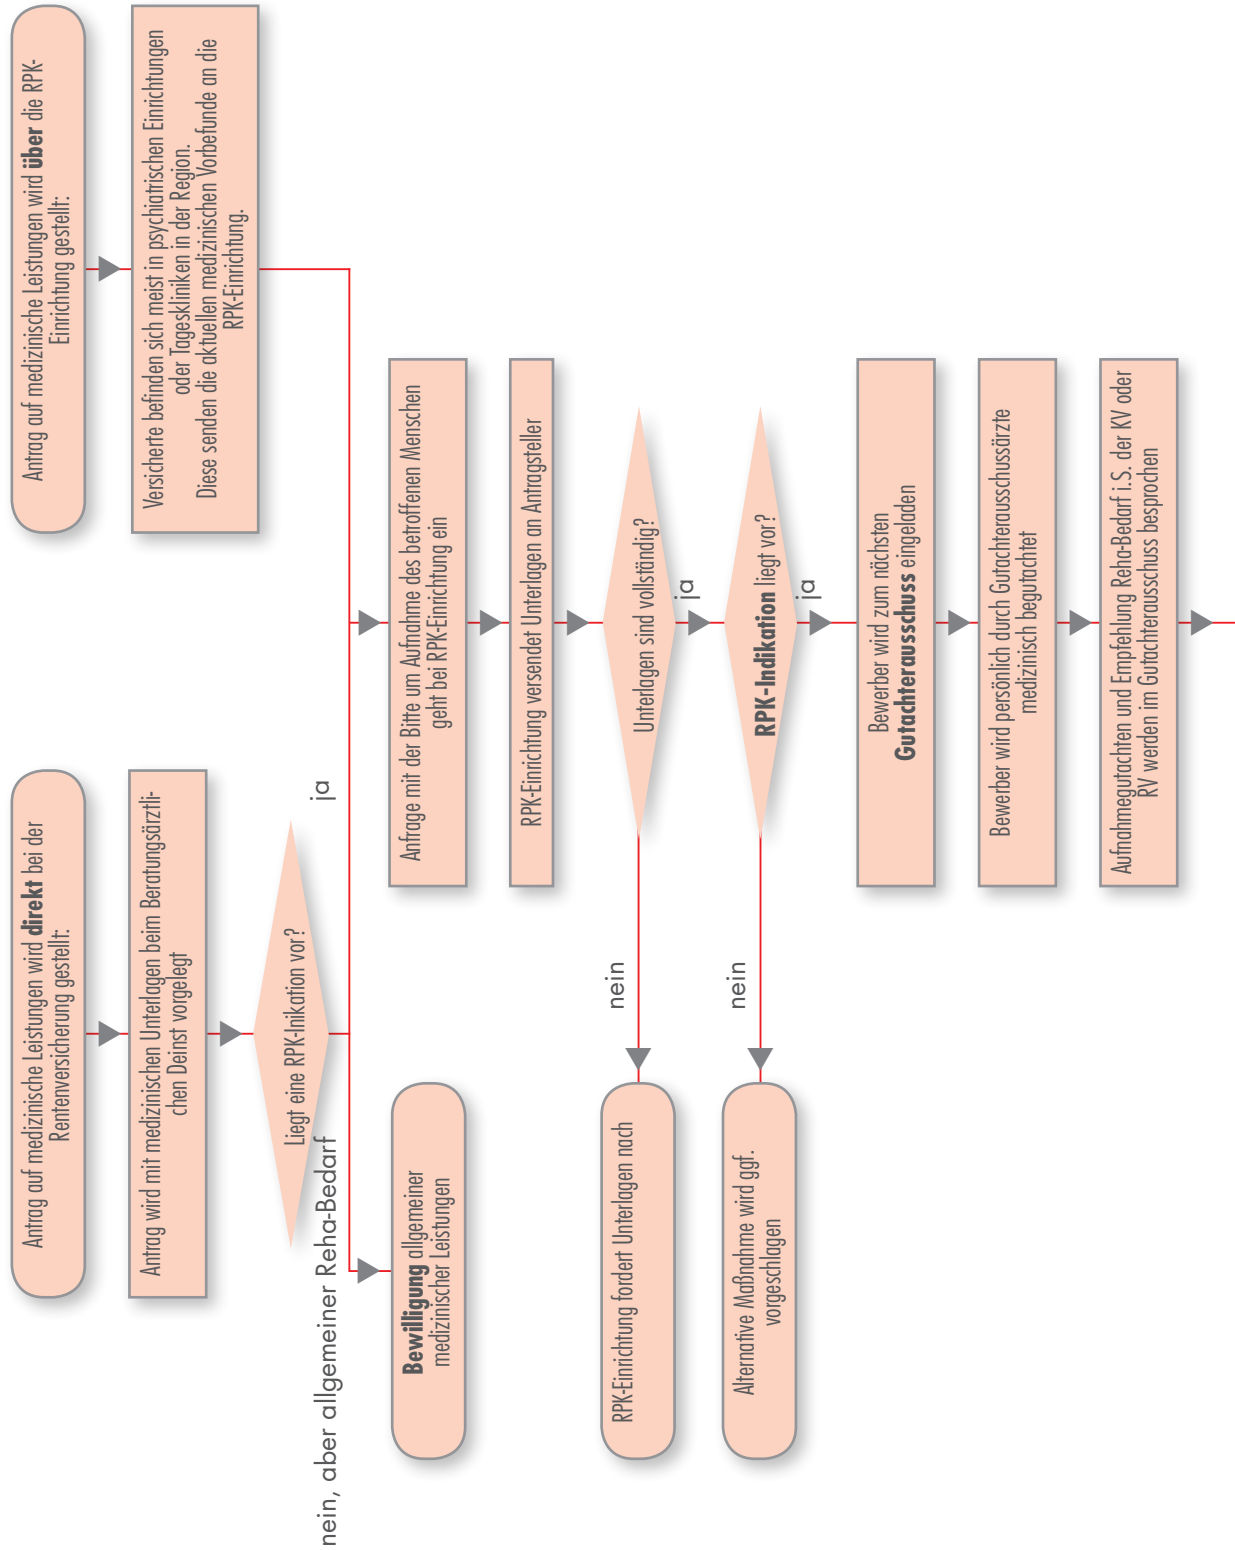 Antrag auf medizinische Leistungen wird direkt bei der
Rentenversicherung gestellt:
Antrag auf medizinische Leistungen wird über die RPK-
Einrichtung gestellt:
Antrag wird mit medizinischen Unterlagen beim Beratungsärztli-
chen Deinst vorgelegt
Versicherte befinden sich meist in psychiatrischen Einrichtungen
oder Tageskliniken in der Region.
Diese senden die aktuellen medizinischen Vorbefunde an die
RPK-Einrichtung.
Liegt eine RPK-Inikation vor?
nein, aber allgemeiner Reha-Bedarf
ja
Bewilligung allgemeiner
medizinischer Leistungen
Anfrage mit der Bitte um Aufnahme des betroffenen Menschen
geht bei RPK-Einrichtung ein
RPK-Einrichtung versendet Unterlagen an Antragsteller
Unterlagen sind vollständig?
nein
ja
RPK-Einrichtung fordert Unterlagen nach
RPK-Indikation liegt vor?
nein
ja
Alternative Maßnahme wird ggf.
vorgeschlagen
Bewerber wird zum nächsten
Gutachterausschuss eingeladen
Bewerber wird persönlich durch Gutachterausschussärzte
medizinisch begutachtet
Aufnahmegutachten und Empfehlung Reha-Bedarf i.S. der KV oder
RV werden im Gutachterausschuss besprochen